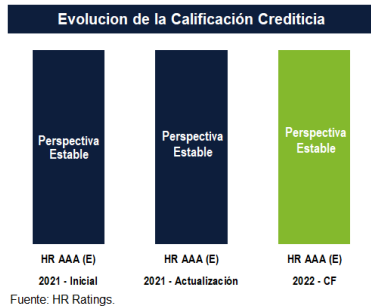 Evolucion de la Calificación Crediticia
Perspectiva
Estable
Perspectiva
Estable
Perspectiva
Estable
HR AAA (E)
HR AAA (E)
HR AAA (E)
2021 - Inicial
2021 - Actualización
2022 - CF
Fuente: HR Ratings.